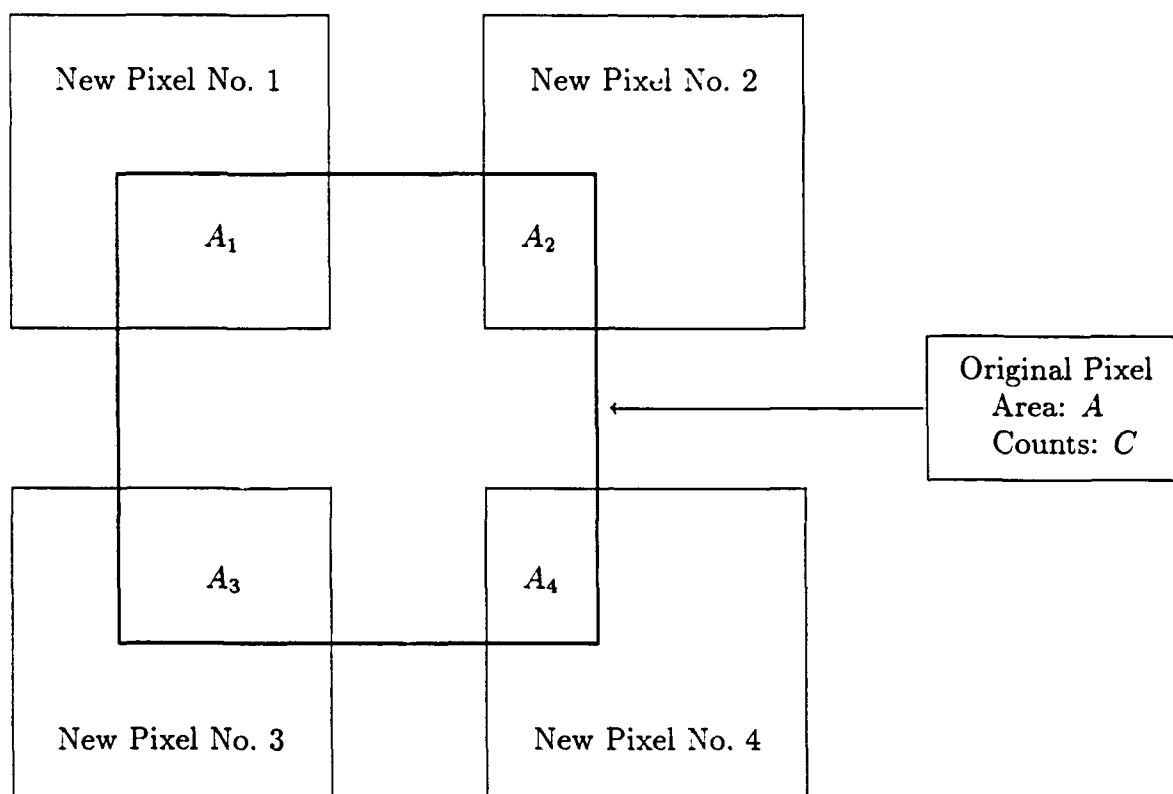 New Pixel No. 1
New Pixel No. 2
A₁
A₂
Original Pixel
Area: A
Counts: C
A₃
A₄
New Pixel No. 3
New Pixel No. 4